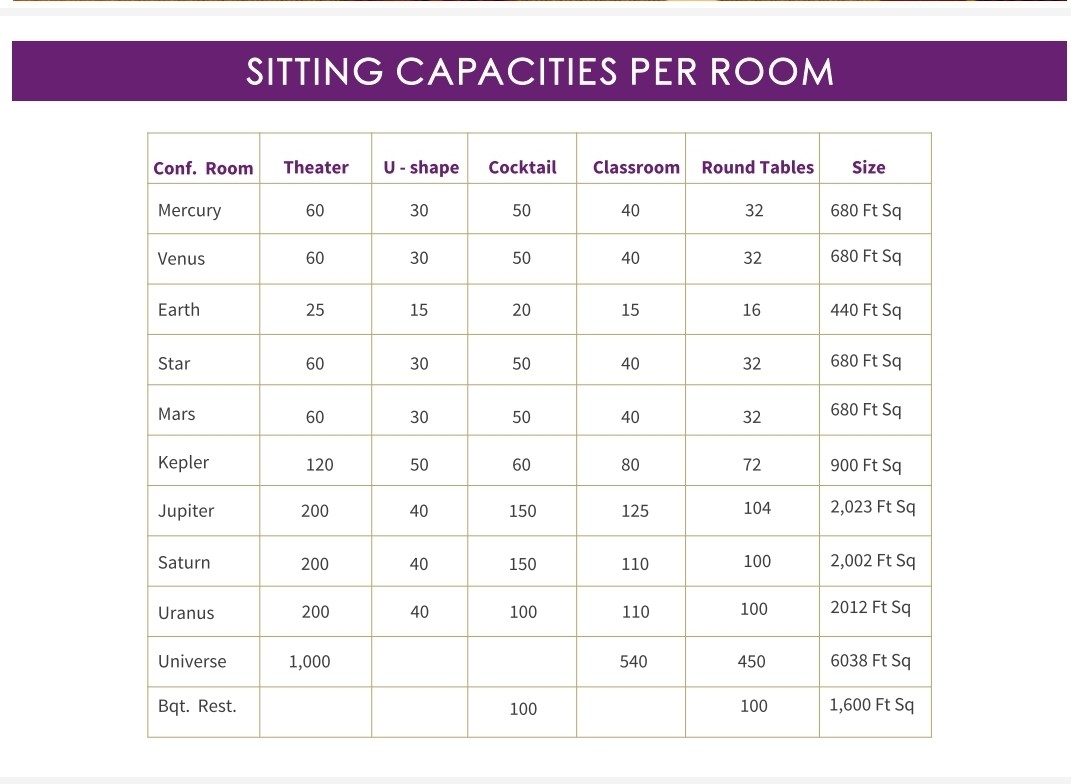 SITTING CAPACITIES PER ROOM
Conf. Room Theater U - shape Cocktail Classroom Round Tables Size
Mercury 60 30 50 40 32 680 Ft Sq
Venus 60 30 50 40 32 680 Ft Sq
Earth 25 15 20 15 16 440 Ft Sq
Star 60 30 50 40 32 680 Ft Sq
Mars 60 30 50 40 32 680 Ft Sq
Kepler 120 50 60 80 72 900 Ft Sq
Jupiter 200 40 150 125 104 2,023 Ft Sq
Saturn 200 40 150 110 100 2,002 Ft Sq
Uranus 200 40 100 110 100 2012 Ft Sq
Universe 1,000 540 450 6038 Ft Sq
Bqt. Rest. 100 100 1,600 Ft Sq